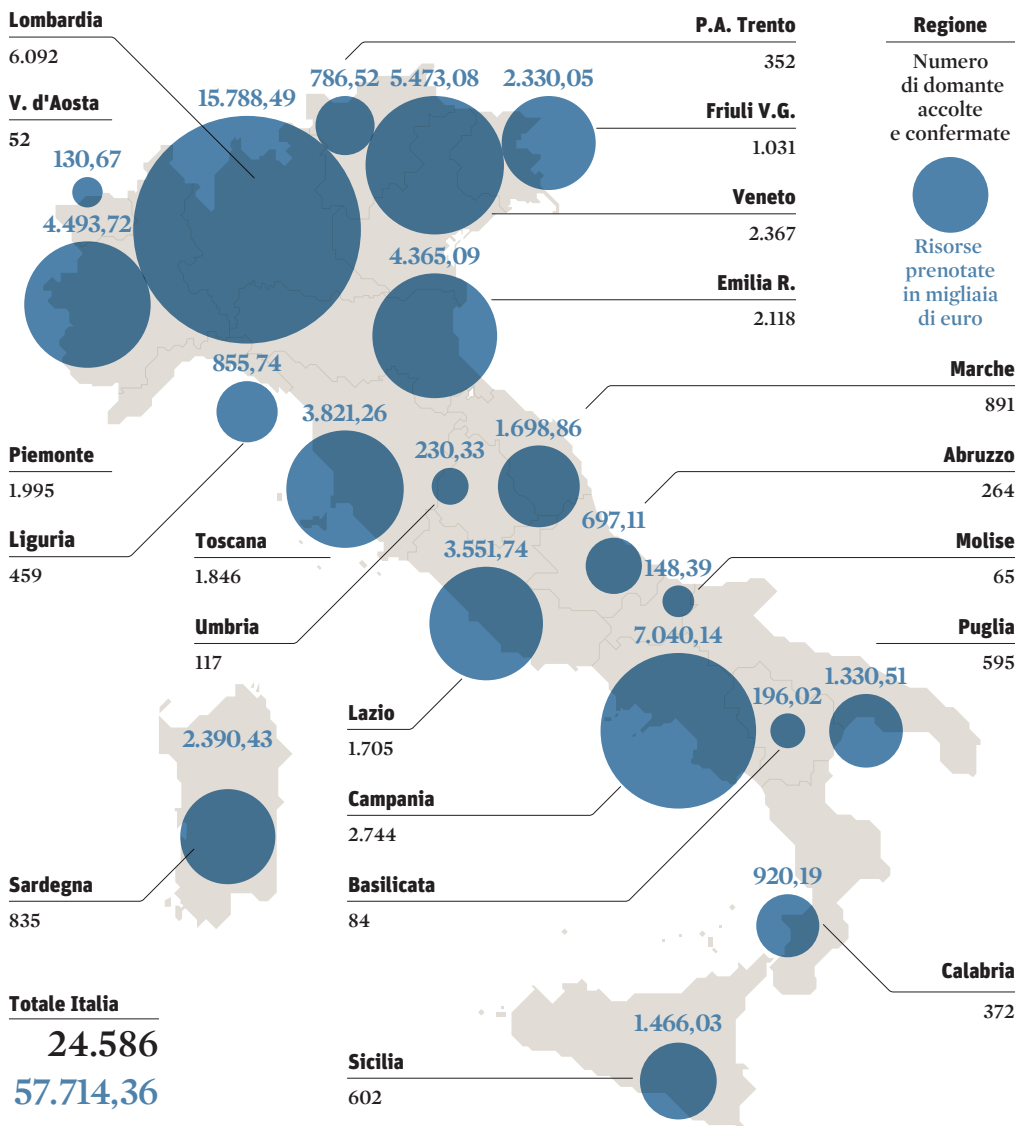 Lombardia
6.092
V. d'Aosta
52
130,67
4.493,72
15.788,49
786,52
5.473,08
2.330,05
P.A. Trento
352
Friuli V.G.
1.031
Veneto
2.367
4.365,09
Emilia R.
2.118
Regione
Numero
di domante
accolte
e confermate
Risorse
prenotate
in migliaia
di euro
855,74
3.821,26
230,33
1.698,86
Marche
891
Piemonte
1.995
Abruzzo
264
697,11
Liguria
459
Toscana
1.846
3.551,74
148,39
Molise
65
Umbria
117
7.040,14
Puglia
595
196,02
1.330,51
2.390,43
Lazio
1.705
Campania
2.744
Sardegna
835
Basilicata
84
920,19
Calabria
372
Totale Italia
24.586
57.714,36
1.466,03
Sicilia
602